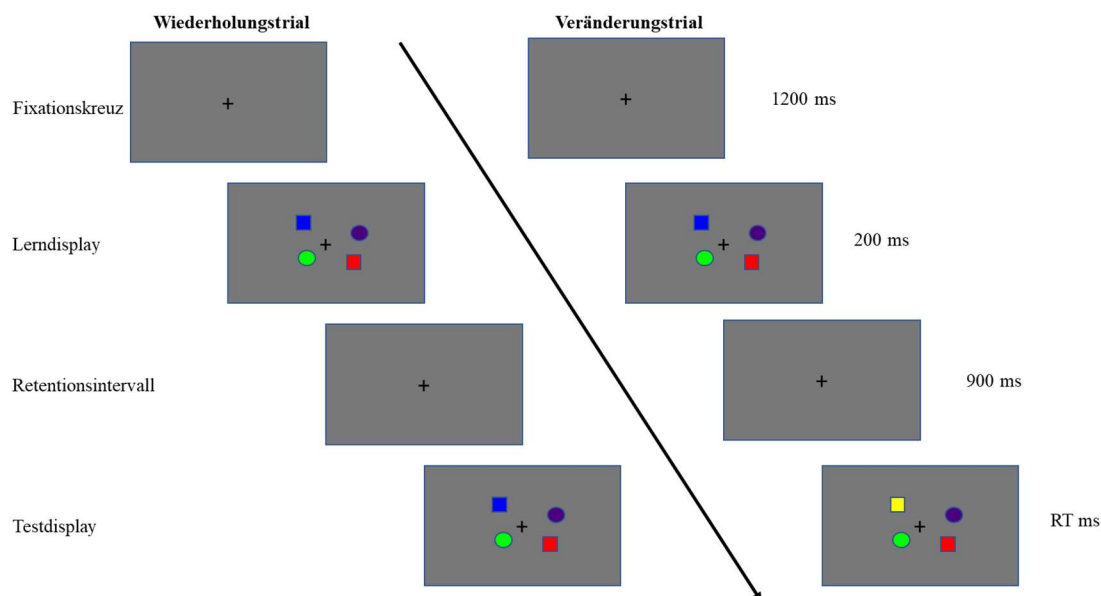 Wiederholungstrial
Veränderungstrial
Fixationskreuz
1200 ms
Lerndisplay
200 ms
Retentionsintervall
900 ms
Testdisplay
RT ms